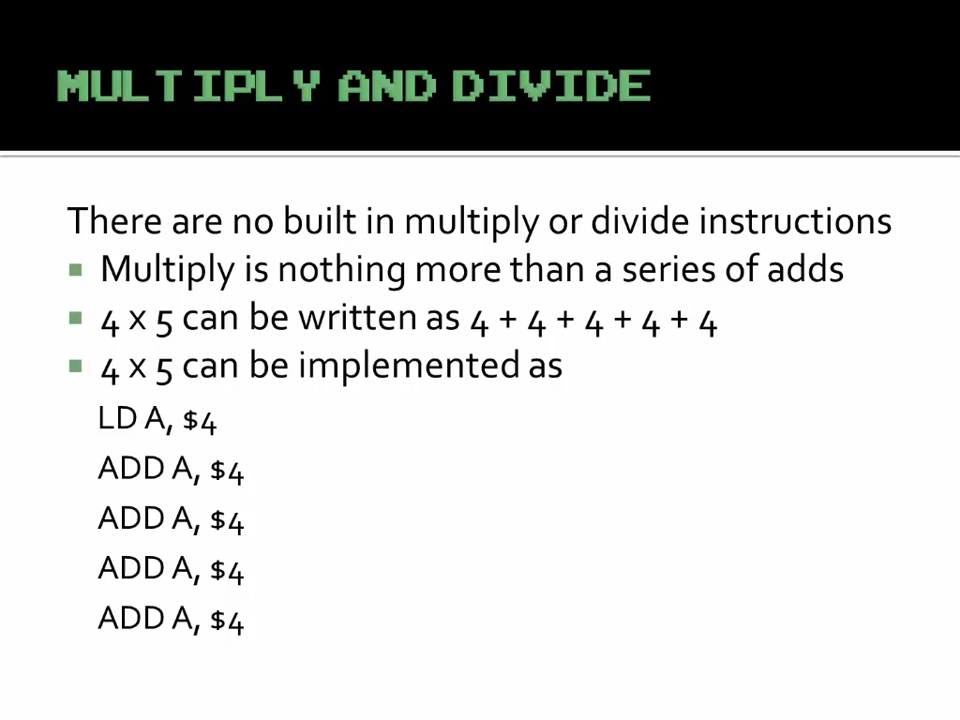 MULTIPLY AND DIVIDE
There are no built in multiply or divide instructions
▪ Multiply is nothing more than a series of adds
▪ 4 x 5 can be written as 4 + 4 + 4 + 4 + 4
▪ 4 x 5 can be implemented as
LD A, $4
ADD A, $4
ADD A, $4
ADD A, $4
ADD A, $4